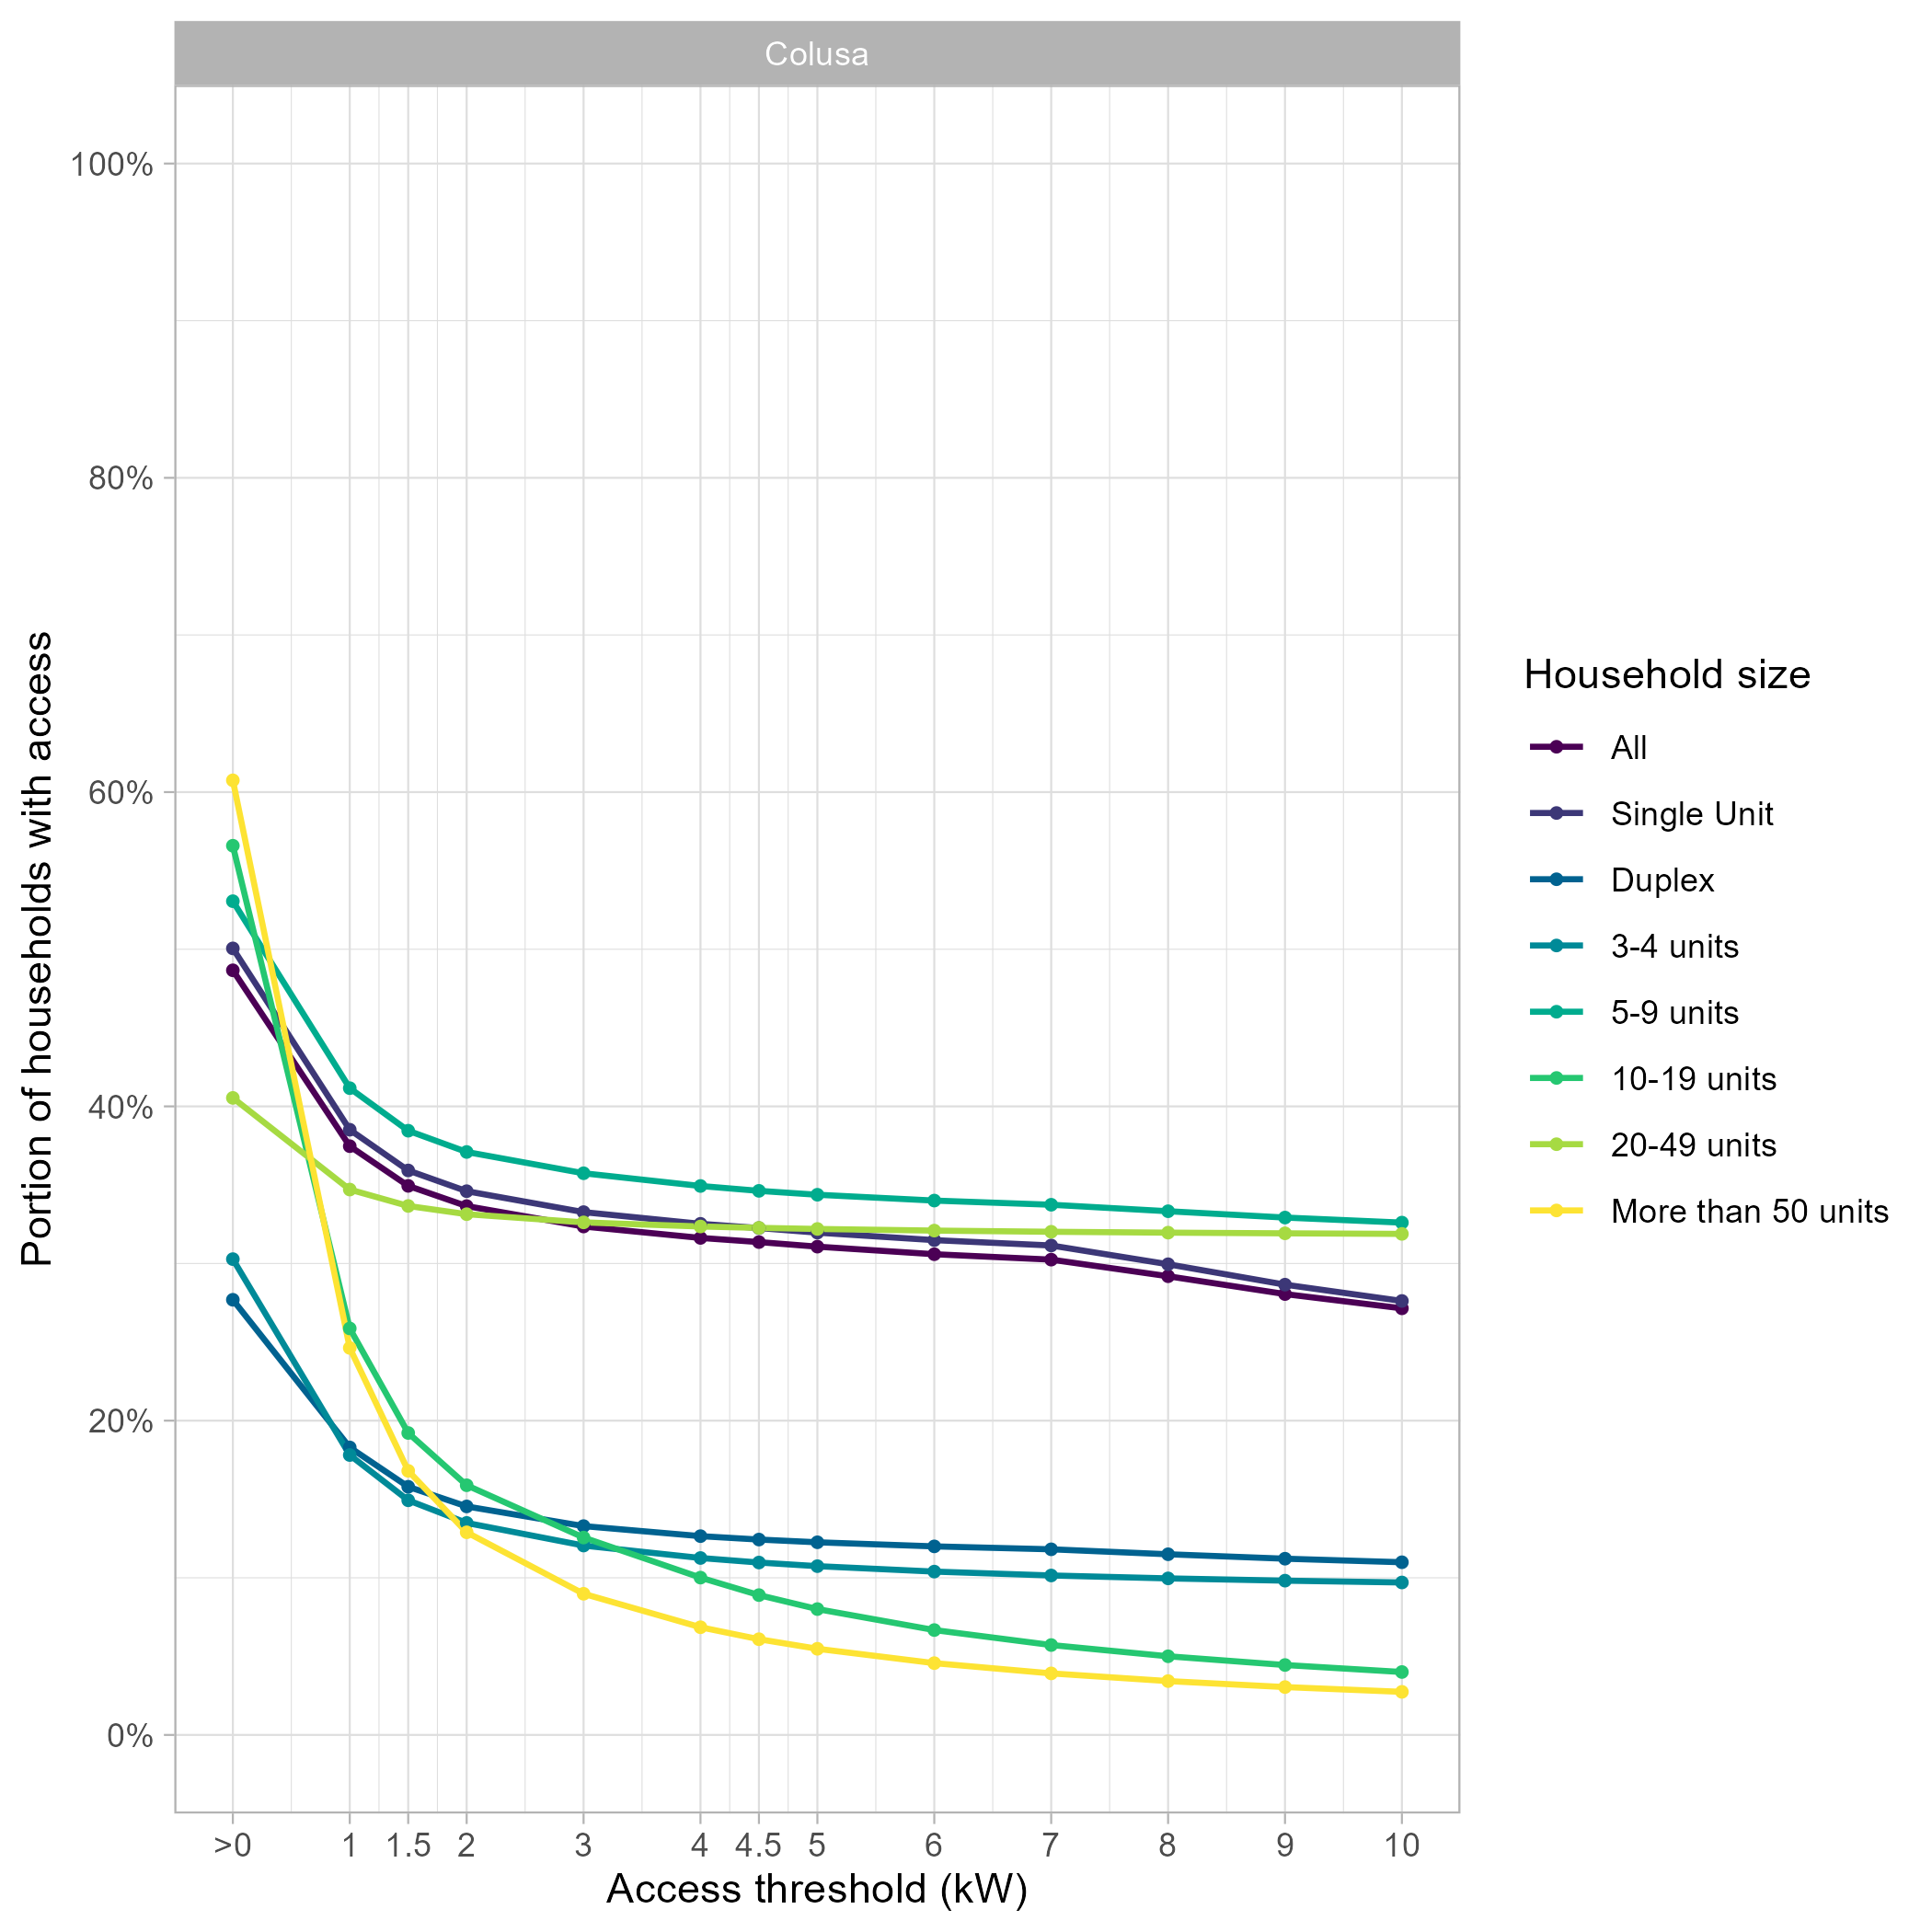 Colusa
100%
80%
60%
40%
20%
0%
Portion of households with access
>0 1 1.5 2 3 4 4.5 5 6 7 8 9 10
Access threshold (kW)
Household size
All
Single Unit
Duplex
3-4 units
5-9 units
10-19 units
20-49 units
More than 50 units